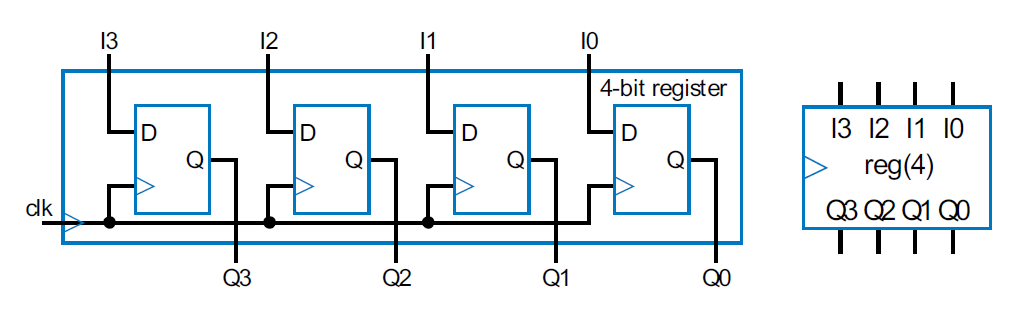 I3 I2 I1 I0
4-bit register
D D D D
Q Q Q Q
clk
Q3 Q2 Q1 Q0
I3 I2 I1 I0
reg(4)
Q3 Q2 Q1 Q0